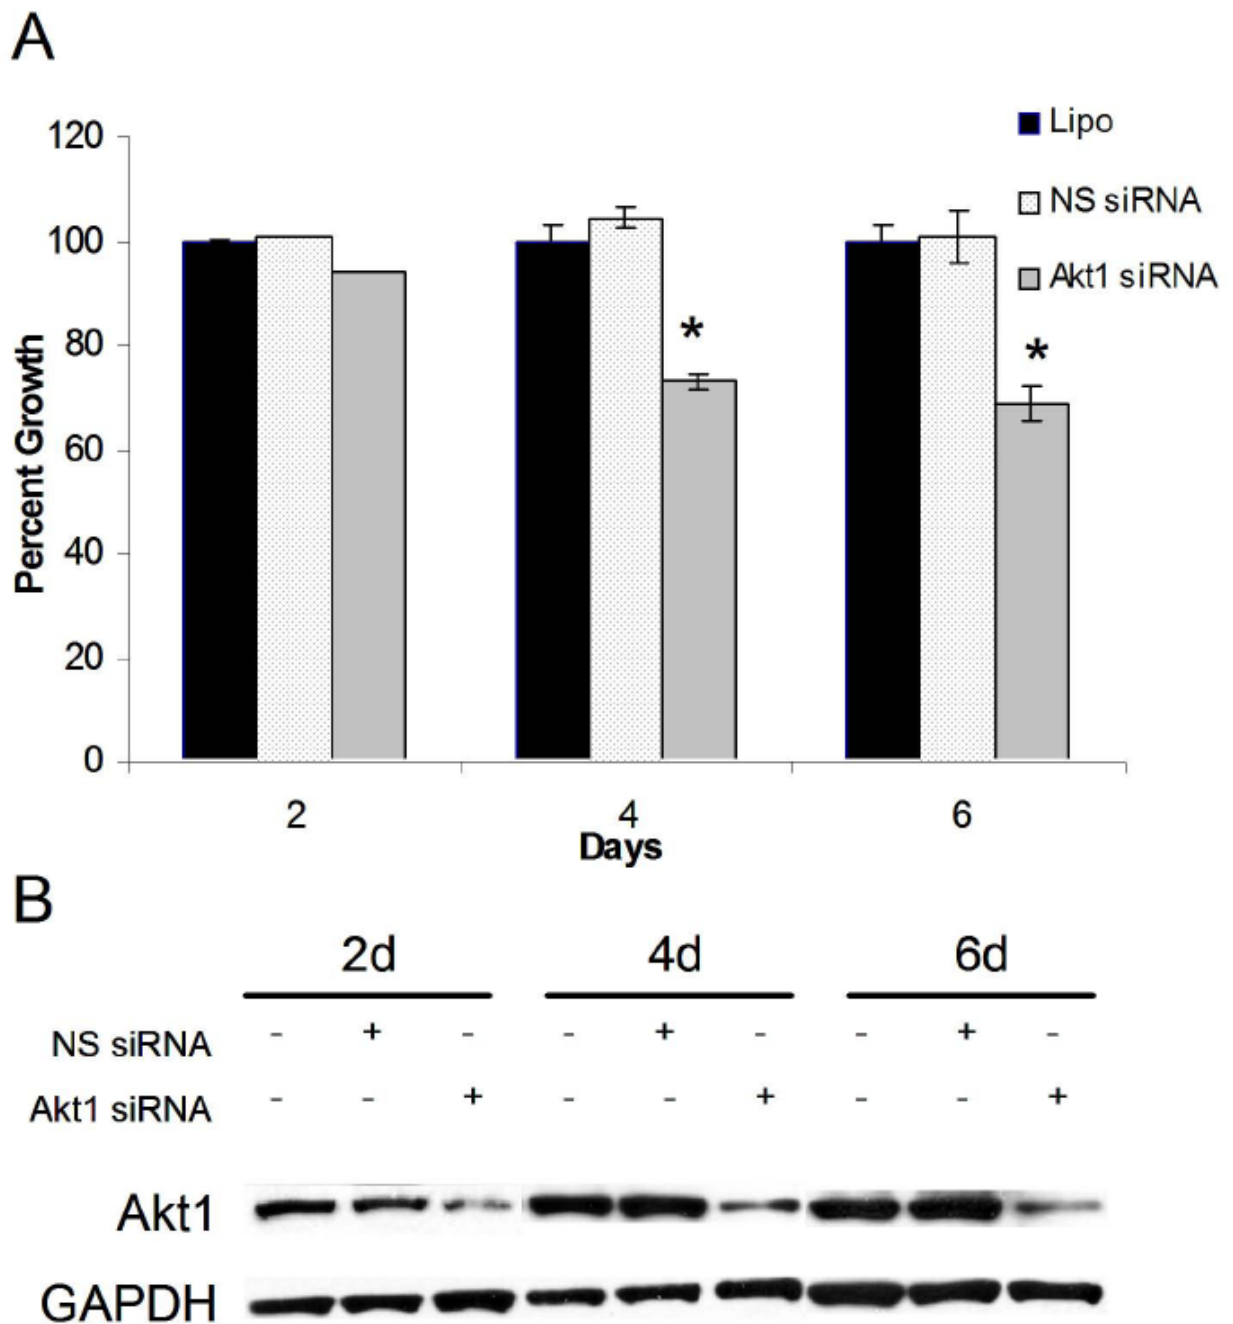 A
120
100
80
60
40
20
0
Percent Growth
Lipo
NS siRNA
Akt1 siRNA
*
*
2 4 6
Days
B
2d 4d 6d
NS siRNA - + - - + - - + -
Akt1 siRNA - - + - - + - - +
Akt1
GAPDH